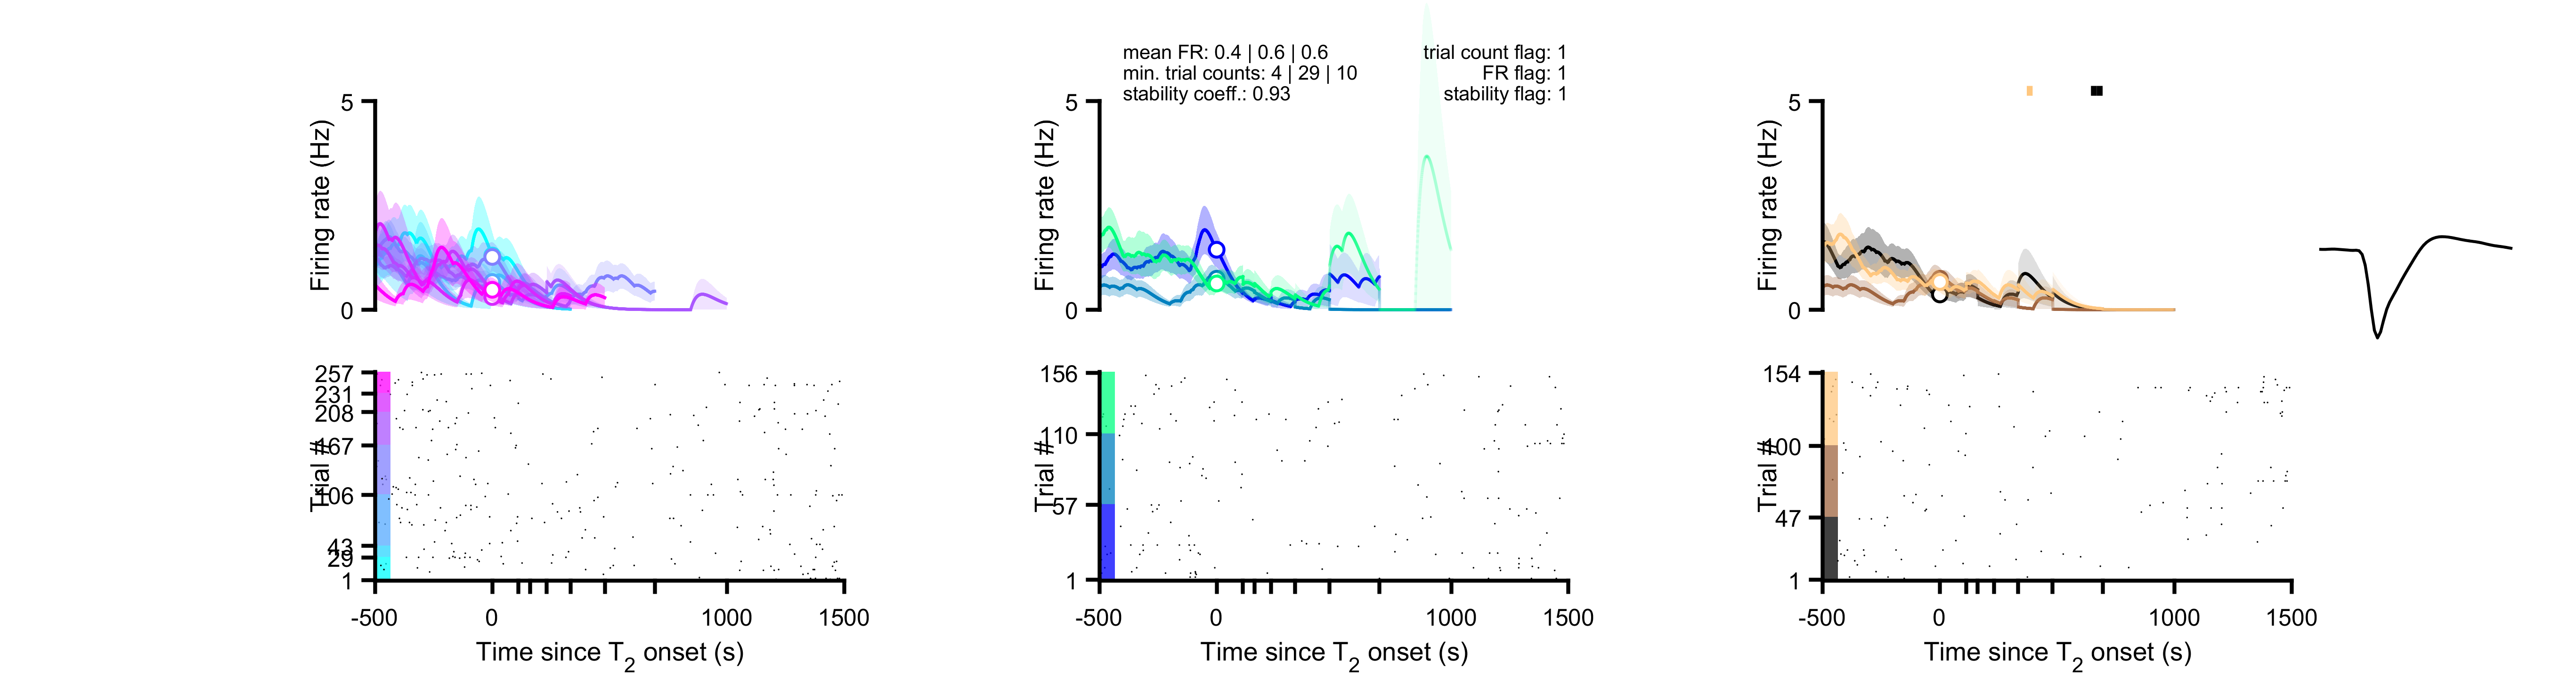 mean FR: 0.4 | 0.6 | 0.6
min. trial counts: 4 | 29 | 10
stability coeff.: 0.93
trial count flag: 1
FR flag: 1
stability flag: 1
5
0
Firing rate (Hz)
5
0
Firing rate (Hz)
5
0
Firing rate (Hz)
257
231
208
167
106
43
29
1
Trial #
-500
0
1000
1500
Time since T2 onset (s)
156
110
57
1
Trial #
-500
0
1000
1500
Time since T2 onset (s)
154
100
47
1
Trial #
-500
0
1000
1500
Time since T2 onset (s)